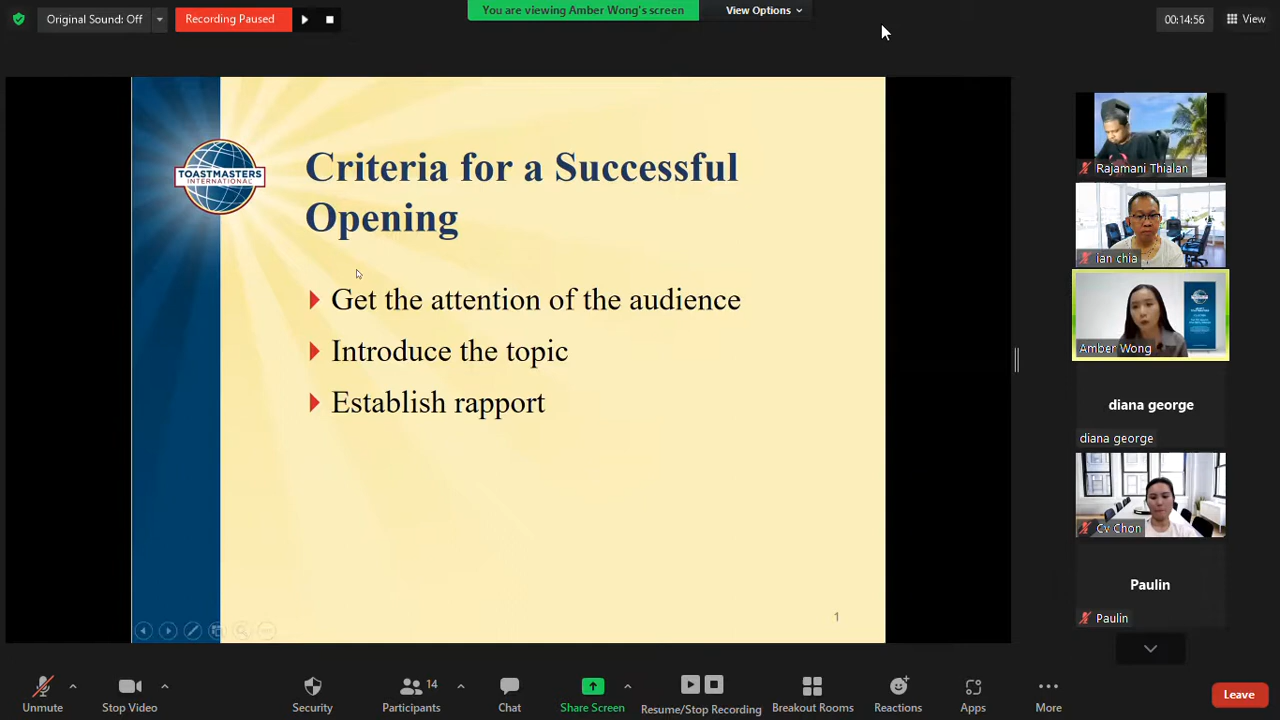 Original Sound: Off
Recording Paused
You are viewing Amber Wong's screen
View Options
00:14:56
View
TOASTMASTERS
INTERNATIONAL
Criteria for a Successful
Opening
Get the attention of the audience
Introduce the topic
Establish rapport
1
Rajamani Thialan
ian chia
Amber Wong
diana george
diana george
Cy Chon
Paulin
Paulin
Unmute
Stop Video
Security
14
Participants
Chat
Share Screen
Resume/Stop Recording
Breakout Rooms
Reactions
Apps
More
Leave